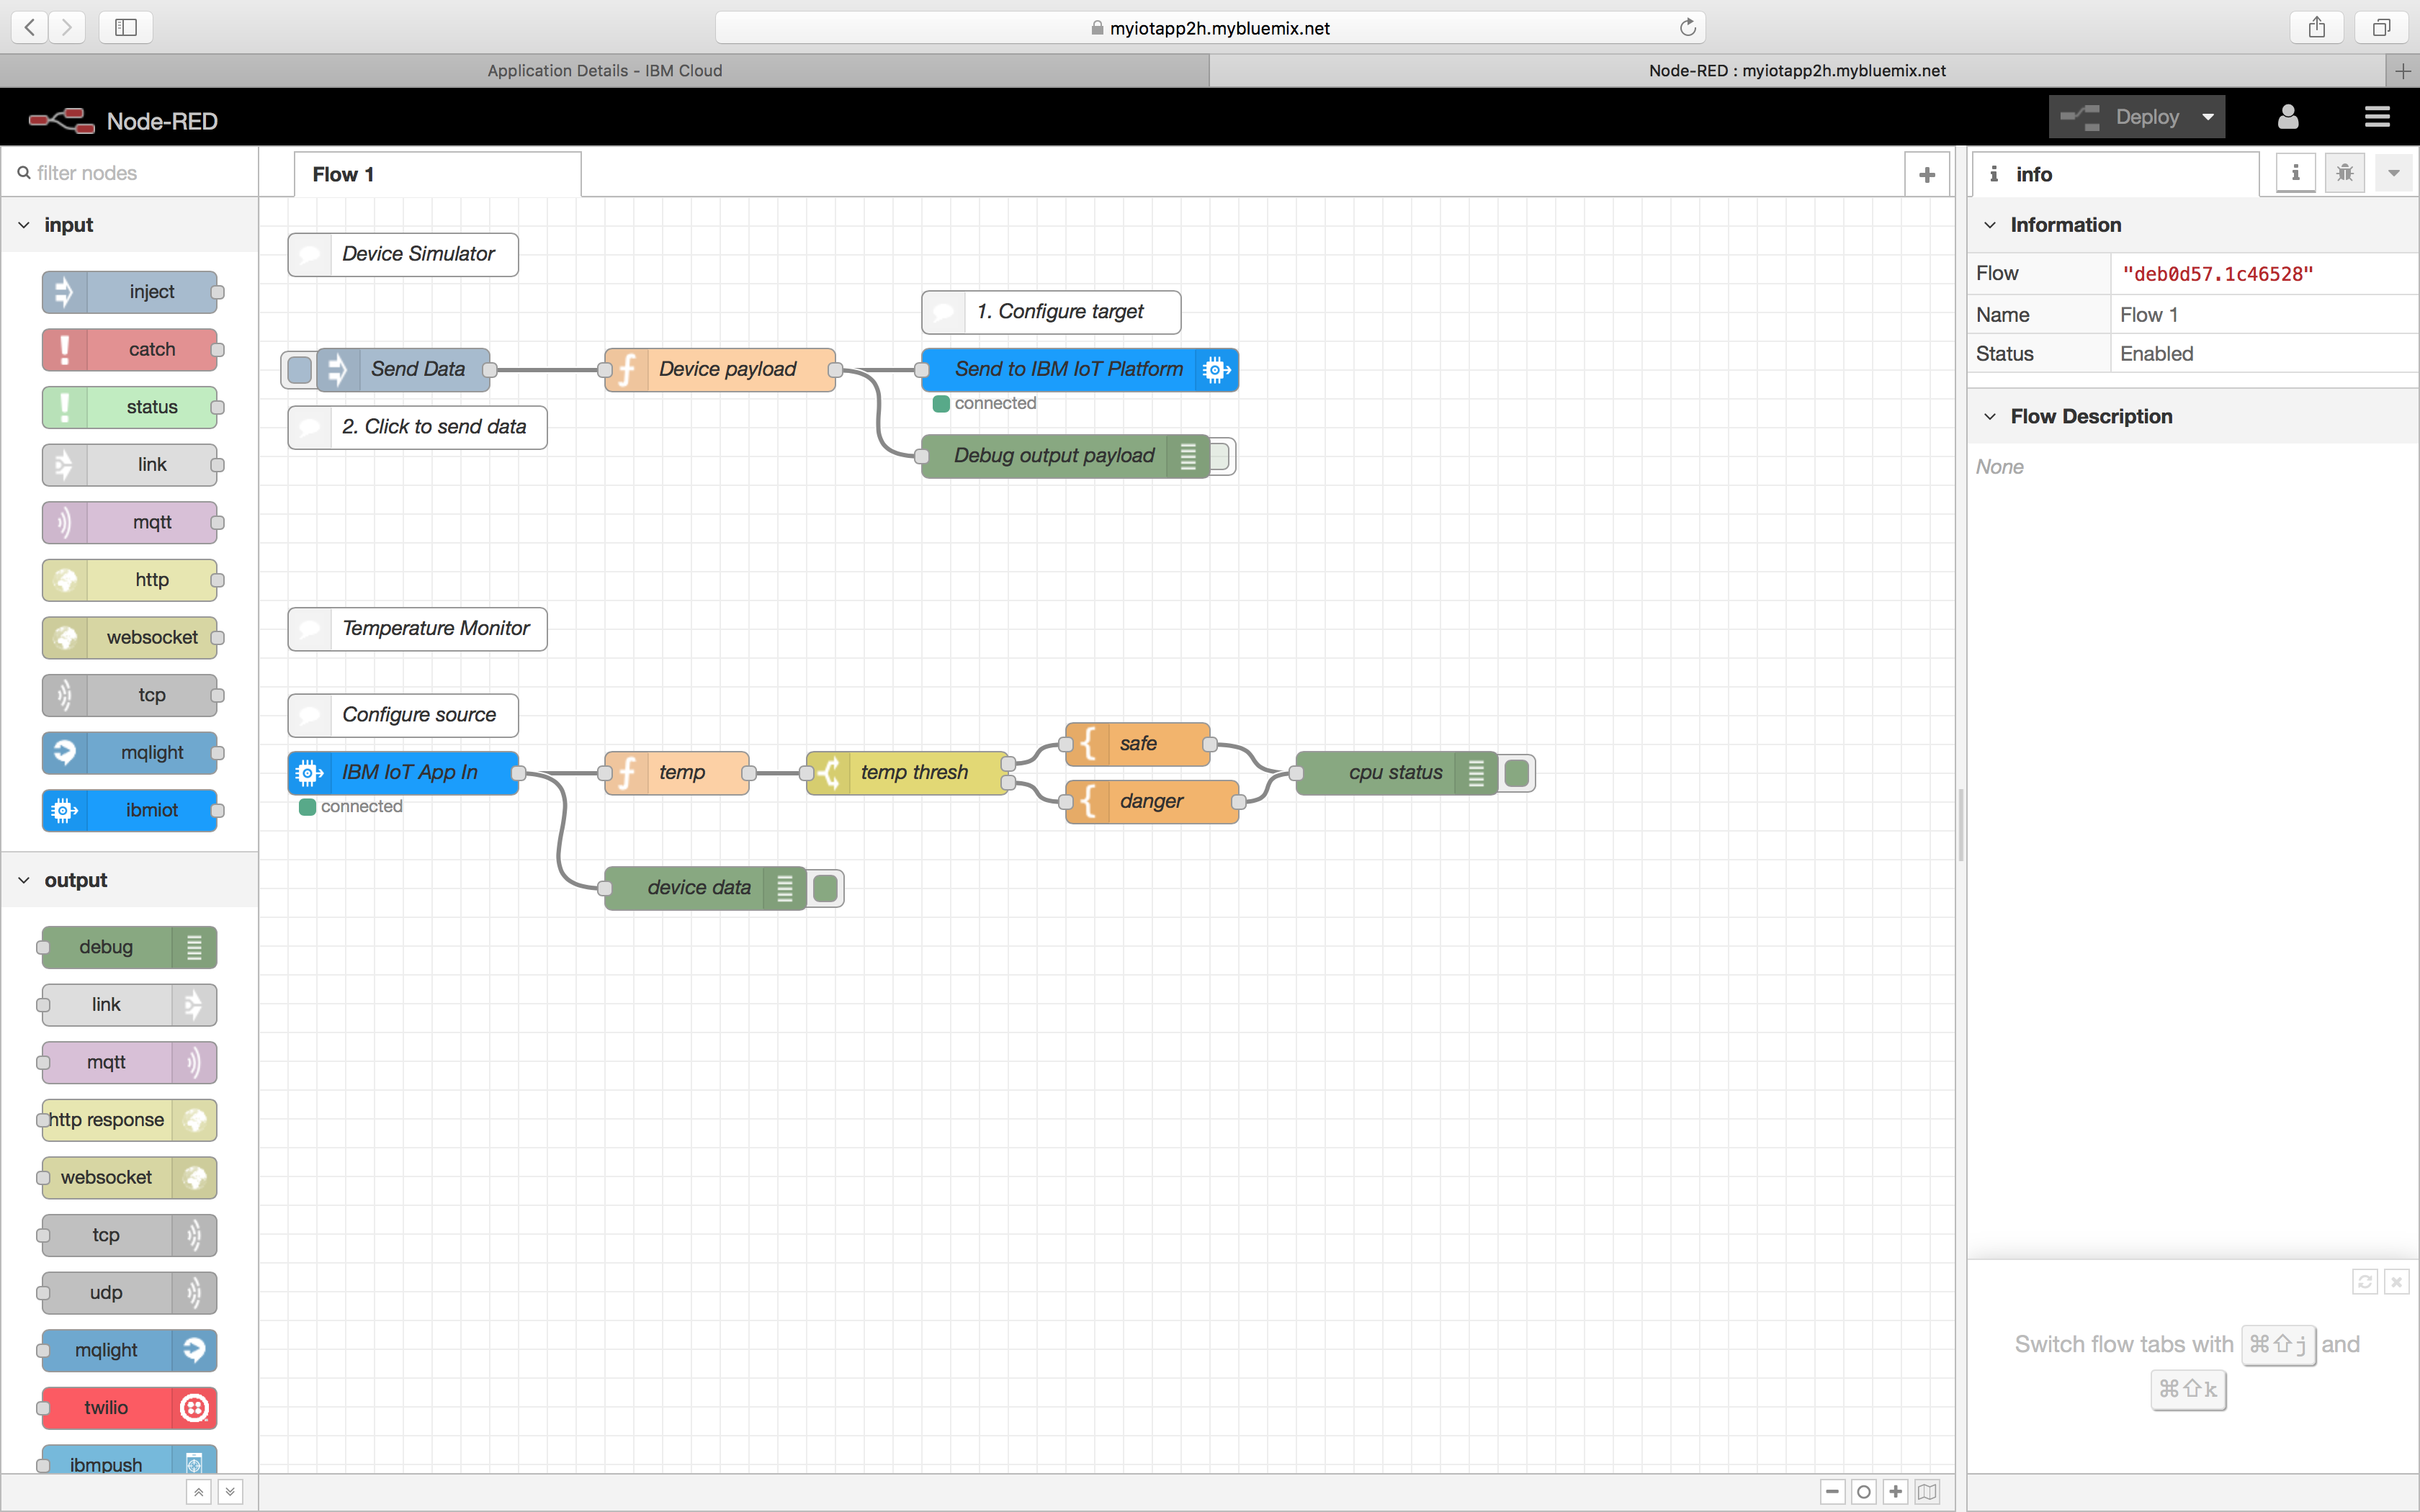 myiotapp2h.mybluemix.net
Application Details - IBM Cloud
Node-RED : myiotapp2h.mybluemix.net
Node-RED
Deploy
filter nodes
Flow 1
info
input
inject
catch
status
link
mqtt
http
websocket
tcp
mqlight
ibmiot
output
debug
link
mqtt
http response
websocket
tcp
udp
mqlight
twilio
ibmpush
Device Simulator
1. Configure target
Send Data
Device payload
Send to IBM IoT Platform
connected
2. Click to send data
Debug output payload
Temperature Monitor
Configure source
IBM IoT App In
connected
temp
temp thresh
safe
danger
cpu status
device data
Information
Flow "deb0d57.1c46528"
Name Flow 1
Status Enabled
Flow Description
None
Switch flow tabs with ⌘⇧j and
⌘⇧k